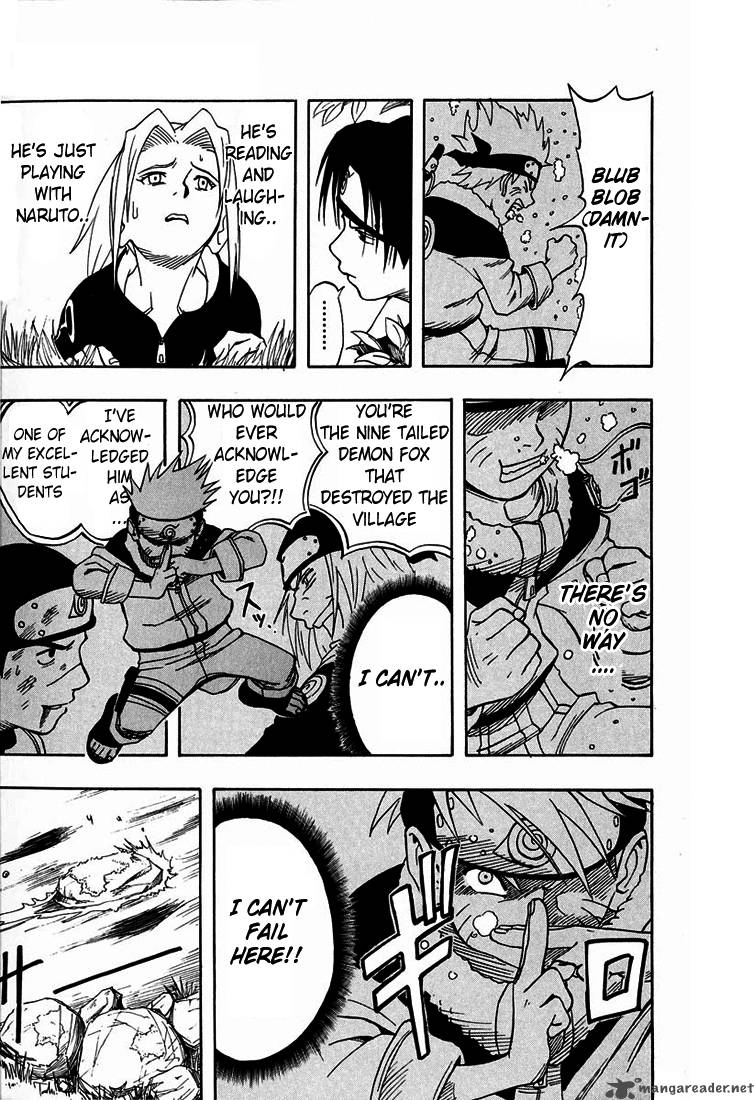 BLUB
BLOB
(DAMN-
IT)
.......
HE'S
READING
AND
LAUGH-
ING..
HE'S JUST
PLAYING
WITH
NARUTO..
ボ
ゴ
THERE'S
NO
WAY
....
YOU'RE
THE NINE TAILED
DEMON FOX
THAT
DESTROYED THE
VILLAGE
WHO WOULD
EVER
ACKNOWL-
EDGE
YOU?!!
I CAN'T..
I'VE
ACKNOW-
LEDGED
HIM
AS
...
ONE OF
MY EXCEL-
LENT STU-
DENTS
スッ..
ギロ
I CAN'T
FAIL
HERE!!
mangareader.net